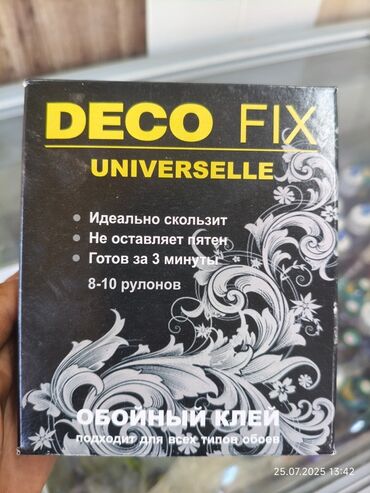 DECO FIX
UNIVERSELLE
• Идеально скользит
• Не оставляет пятен
• Готов за 3 минуты
8-10 рулонов
ОБОЙНЫЙ КЛЕЙ
подходит для всех типов обоев
25.07.2025 13:42